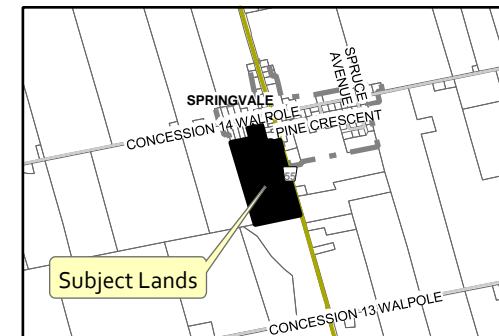 SPRUCE
AVENUE
SPRINGVALE
CONCESSION 14 WALPOLE
PINE CRESCENT
55
Subject Lands
CONCESSION 13 WALPOLE